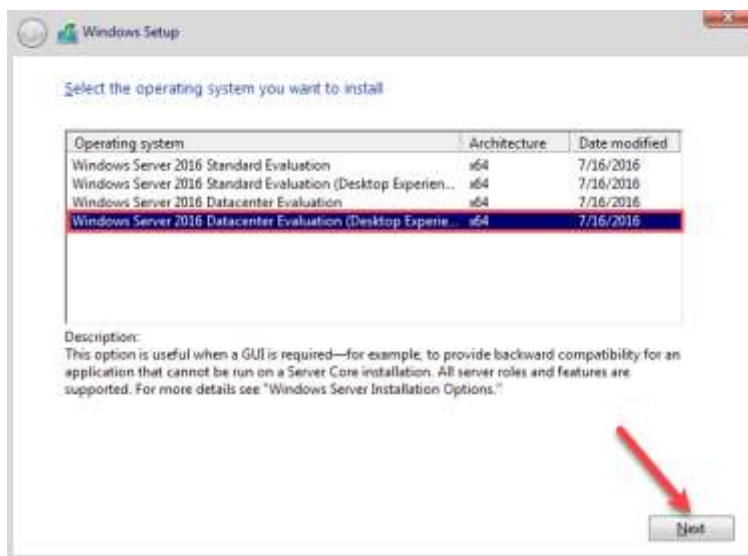 Windows Setup
Select the operating system you want to install
Operating system Architecture Date modified
Windows Server 2016 Standard Evaluation x64 7/16/2016
Windows Server 2016 Standard Evaluation (Desktop Experien... x64 7/16/2016
Windows Server 2016 Datacenter Evaluation x64 7/16/2016
Windows Server 2016 Datacenter Evaluation (Desktop Experie... x64 7/16/2016
Description:
This option is useful when a GUI is required—for example, to provide backward compatibility for an
application that cannot be run on a Server Core installation. All server roles and features are
supported. For more details see "Windows Server Installation Options."
Next